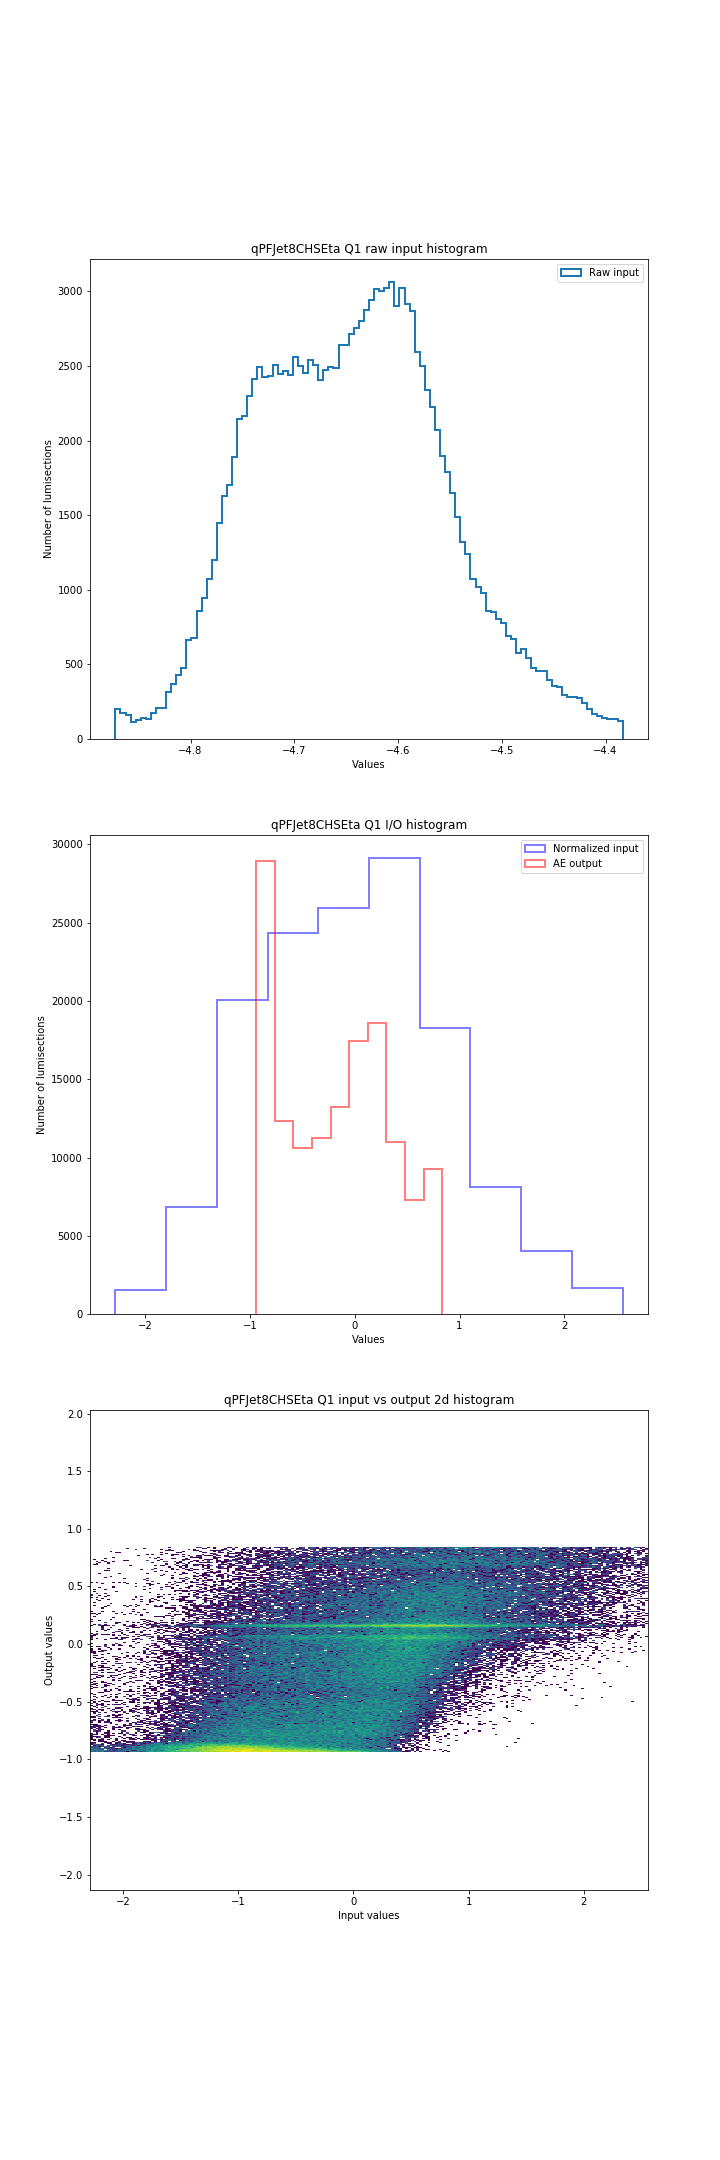 qPFJet8CHSEta Q1 raw input histogram
Raw input
3000
2500
2000
1500
1000
500
0
Number of lumisections
−4.8 −4.7 −4.6 −4.5 −4.4
Values
qPFJet8CHSEta Q1 I/O histogram
Normalized input
AE output
30000
25000
20000
15000
10000
5000
0
Number of lumisections
−2 −1 0 1 2
Values
qPFJet8CHSEta Q1 input vs output 2d histogram
2.0
1.5
1.0
0.5
0.0
−0.5
−1.0
−1.5
−2.0
Output values
−2 −1 0 1 2
Input values